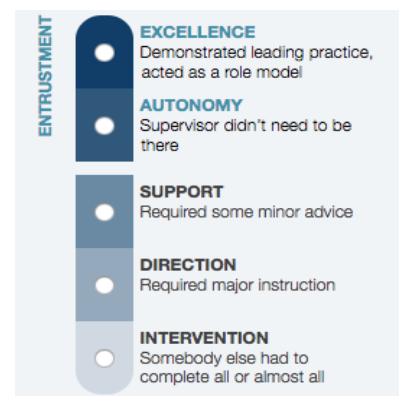 ENTRUSTMENT
EXCELLENCE
Demonstrated leading practice,
acted as a role model
AUTONOMY
Supervisor didn't need to be
there
SUPPORT
Required some minor advice
DIRECTION
Required major instruction
INTERVENTION
Somebody else had to
complete all or almost all